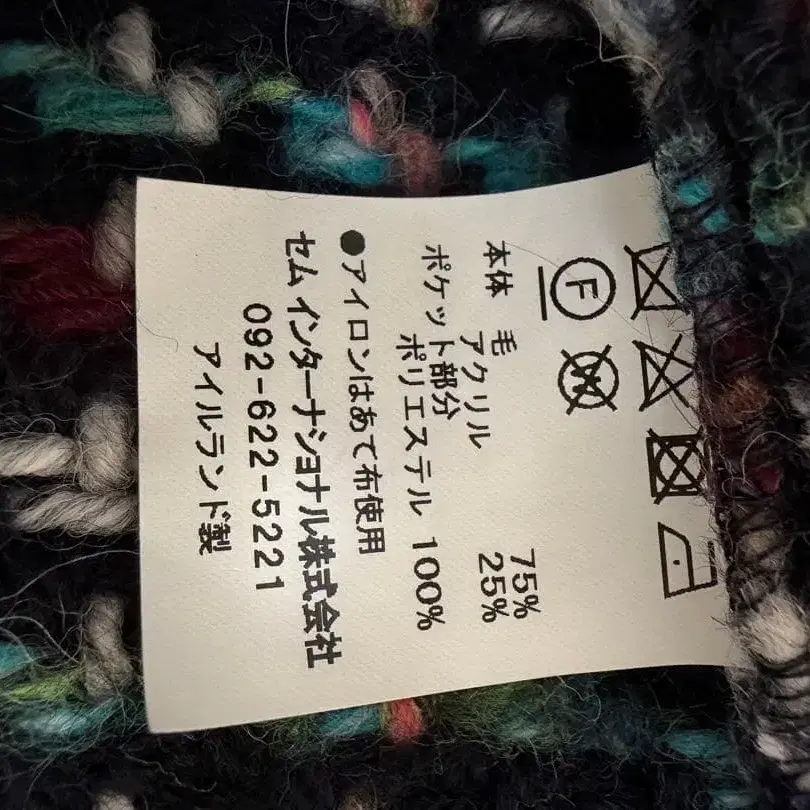 F
W
本体 毛 75%
アクリル 25%
ポケット部分
ポリエステル 100%
●アイロンはあて布使用
セム インターナショナル株式会社
092-622-5221
アイルランド製